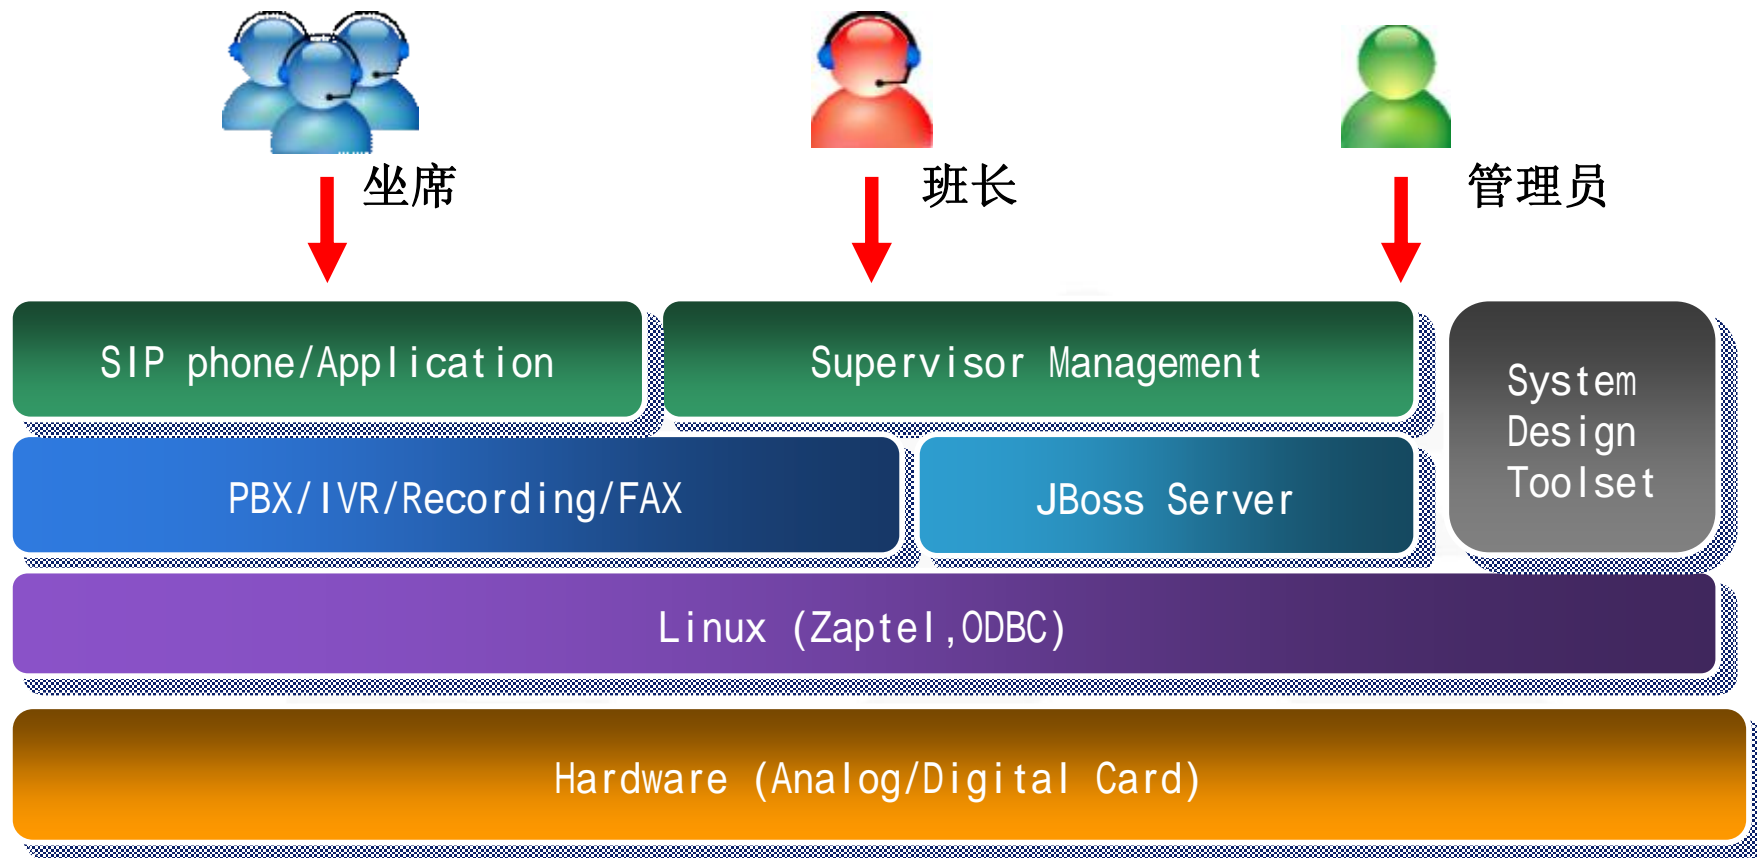 坐席
班长
管理员
SIP phone/Application
Supervisor Management
System
Design
Toolset
PBX/IVR/Recording/FAX
JBoss Server
Linux (Zaptel,ODBC)
Hardware (Analog/Digital Card)